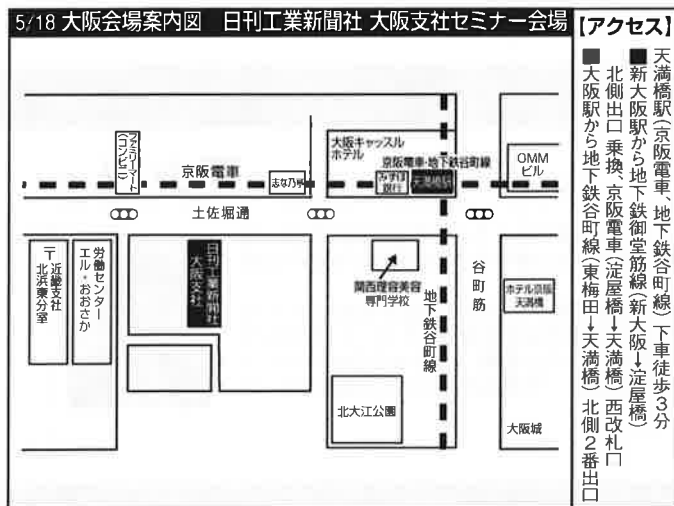 5/18 大阪会場案内図　日刊工業新聞社 大阪支社セミナー会場
【アクセス】
天満橋駅(京阪電車、地下鉄谷町線)下車徒歩3分
■新大阪駅から地下鉄御堂筋線(新大阪→淀屋橋)
北側出口 乗換、京阪電車(淀屋橋→天満橋)西改札口
■大阪駅から地下鉄谷町線(東梅田→天満橋)北側2番出口
ファミリーマート
(コンビニ)
京阪電車
大阪キャッスル
ホテル
京阪電車・地下鉄谷町線
みずほ
銀行
天満橋駅
OMM
ビル
土佐堀通
〒
近畿支社
北浜東分室
労働センター
エル・おおさか
日刊工業新聞社
大阪支社
関西理容美容
専門学校
地下鉄谷町線
谷町筋
ホテル京阪
天満橋
北大江公園
大阪城